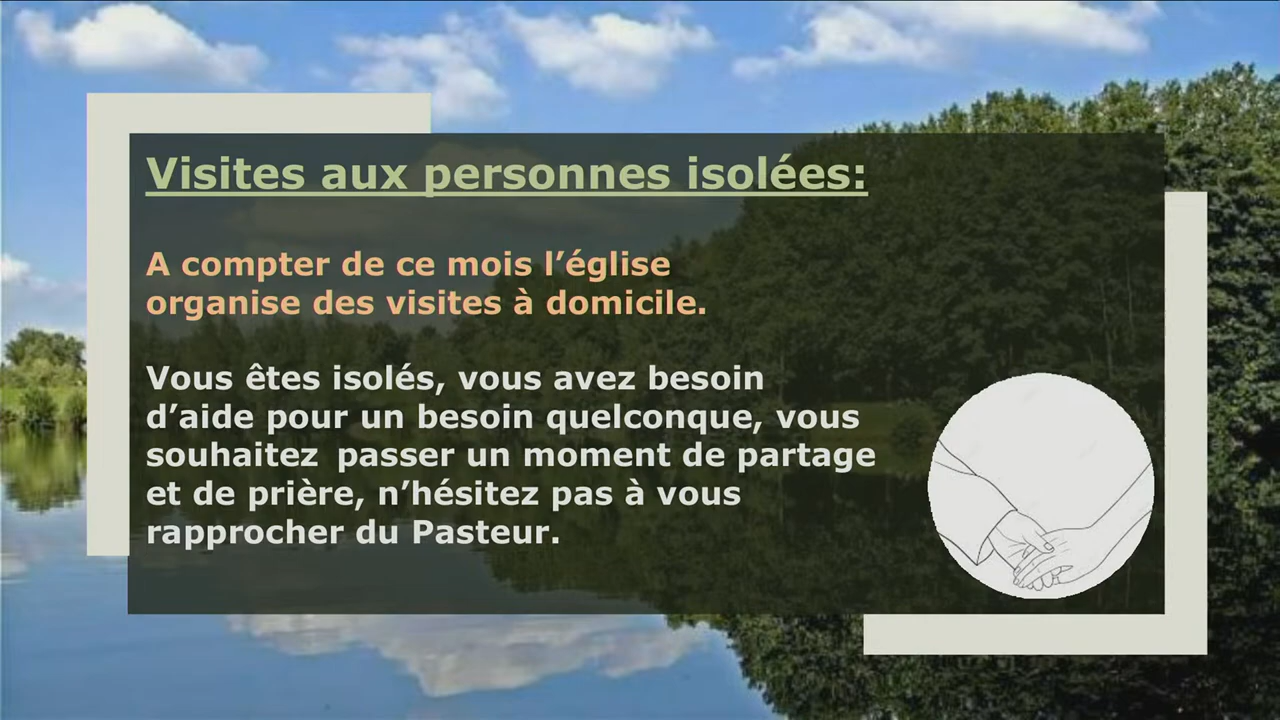 Visites aux personnes isolées:
A compter de ce mois l’église
organise des visites à domicile.
Vous êtes isolés, vous avez besoin
d’aide pour un besoin quelconque, vous
souhaitez passer un moment de partage
et de prière, n’hésitez pas à vous
rapprocher du Pasteur.